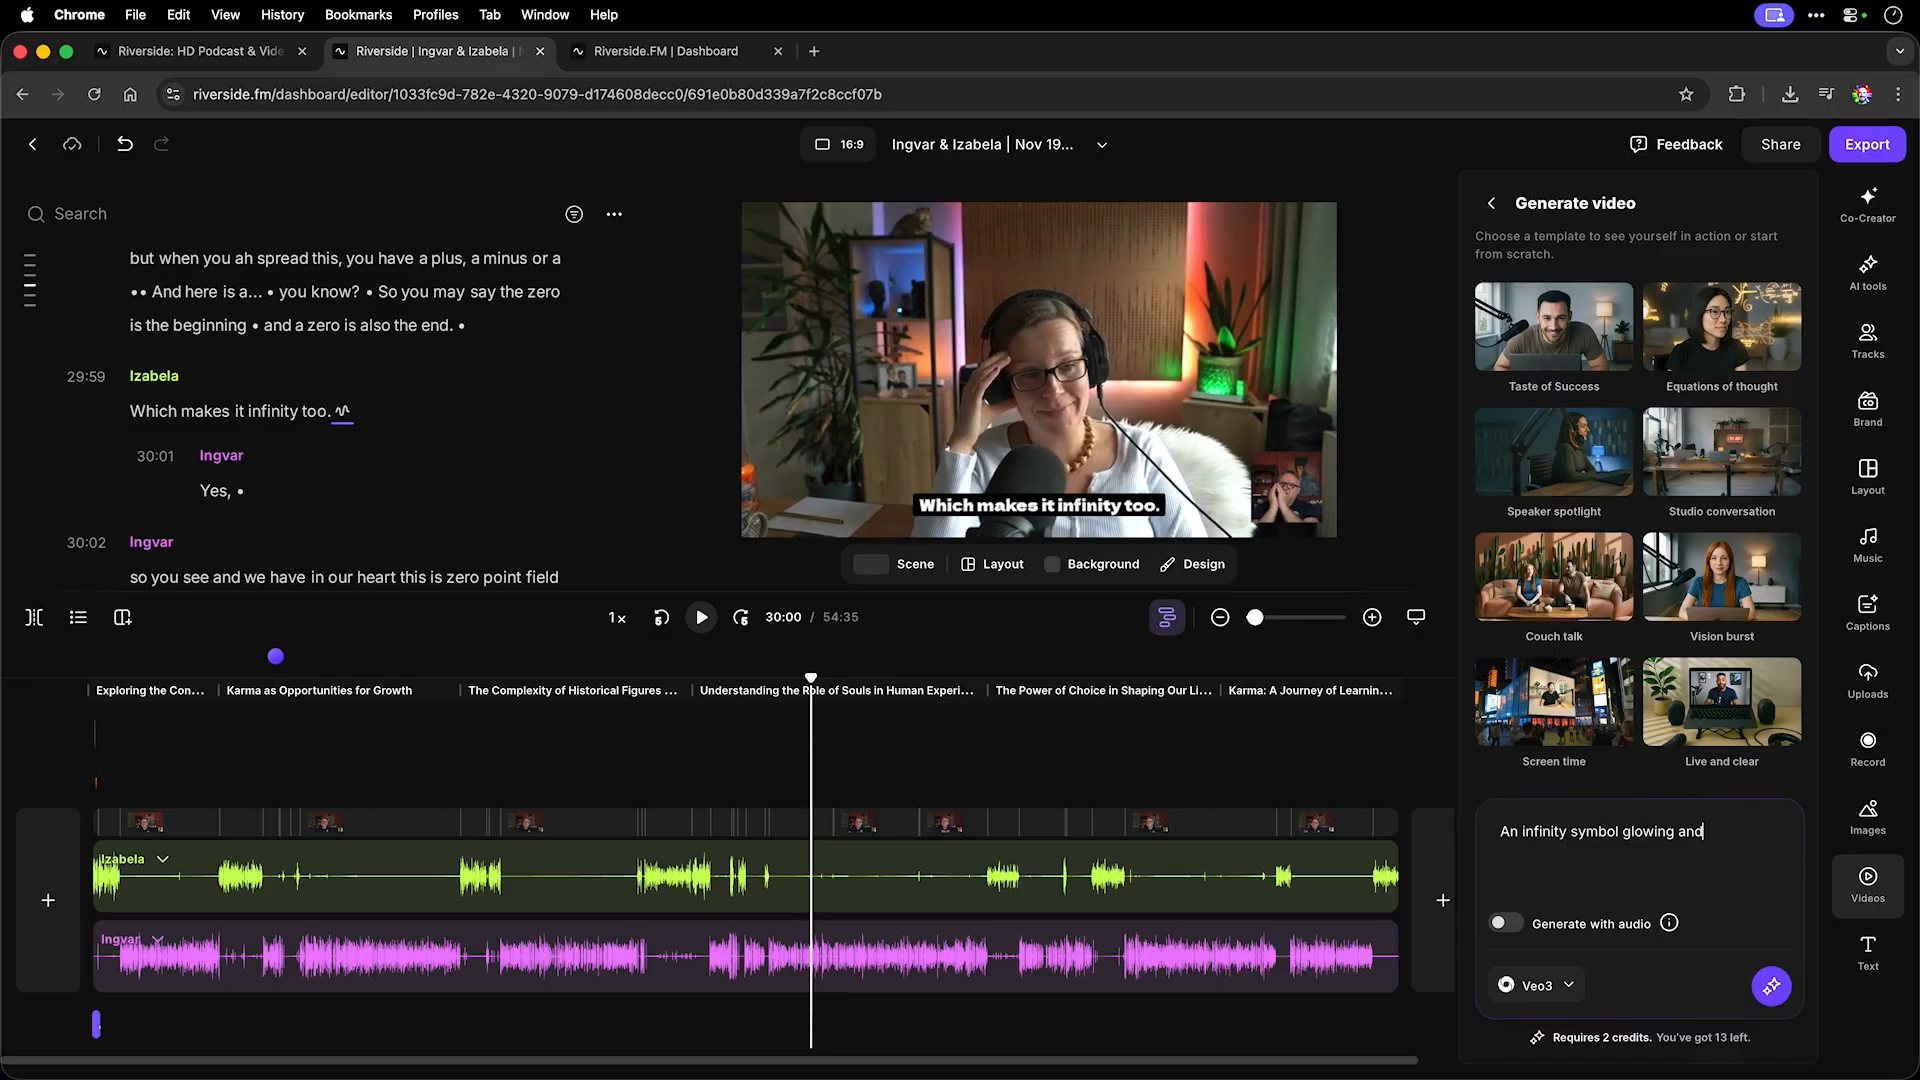 Chrome File Edit View History Bookmarks Profiles Tab Window Help
Riverside: HD Podcast & Vide
Riverside | Ingvar & Izabela |
Riverside.FM | Dashboard
riverside.fm/dashboard/editor/1033fc9d-782e-4320-9079-d174608decc0/691e0b80d339a7f2c8ccf07b
16:9
Ingvar & Izabela | Nov 19...
Feedback
Share
Export
Search
but when you ah spread this, you have a plus, a minus or a
•• And here is a... • you know? • So you may say the zero
is the beginning • and a zero is also the end. •
29:59
Izabela
Which makes it infinity too.
30:01
Ingvar
Yes, •
30:02
Ingvar
so you see and we have in our heart this is zero point field
Which makes it infinity too.
Scene
Layout
Background
Design
1x
5
5
30:00 / 54:35
Exploring the Con...
Karma as Opportunities for Growth
The Complexity of Historical Figures ...
Understanding the Role of Souls in Human Experi...
The Power of Choice in Shaping Our Li...
Karma: A Journey of Learnin...
Izabela
Ingvar
Generate video
Choose a template to see yourself in action or start
from scratch.
Taste of Success
Equations of thought
Speaker spotlight
Studio conversation
Couch talk
Vision burst
Screen time
Live and clear
An infinity symbol glowing and
Generate with audio
Veo3
Requires 2 credits. You've got 13 left.
Co-Creator
AI tools
Tracks
Brand
Layout
Music
Captions
Uploads
Record
Images
Videos
Text